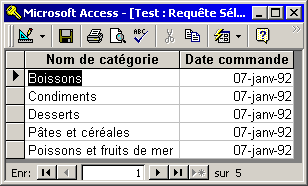 Microsoft Access - [Test : Requête Sél...
Nom de catégorie Date commande
Boissons 07-janv-92
Condiments 07-janv-92
Desserts 07-janv-92
Pâtes et céréales 07-janv-92
Poissons et fruits de mer 07-janv-92
Enr: 1 sur 5